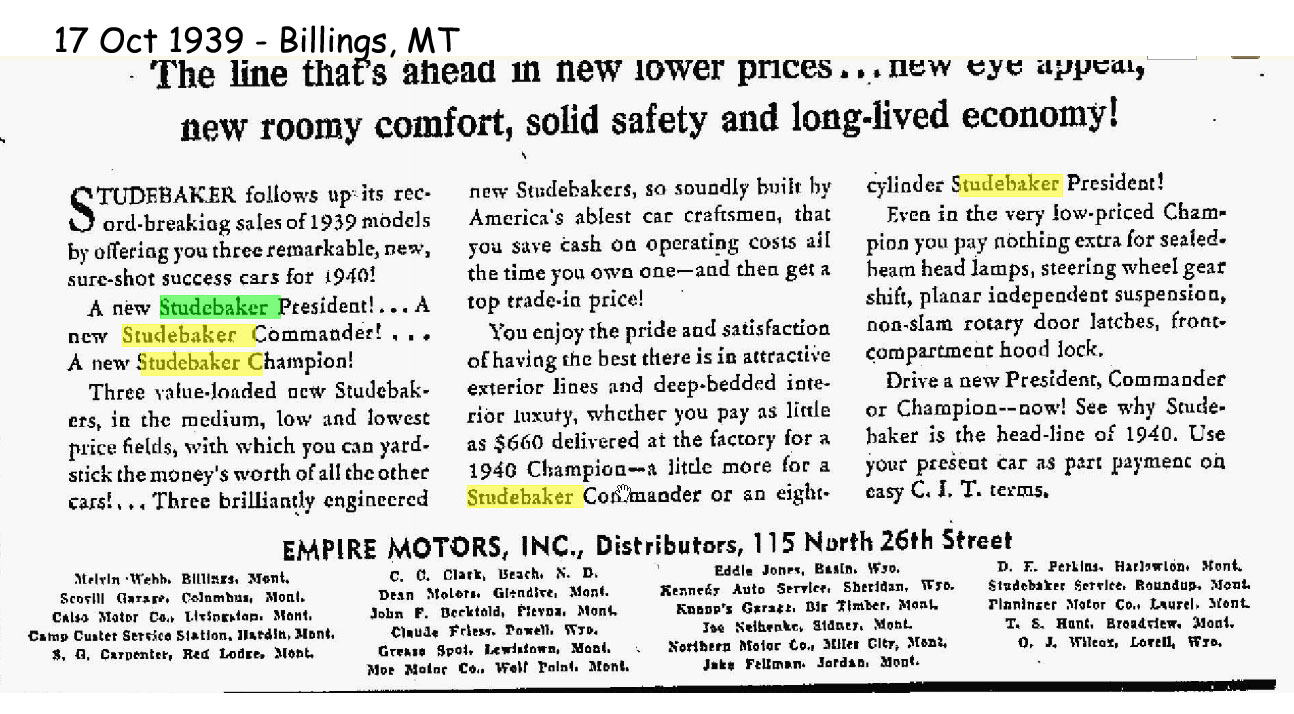 17 Oct 1939 - Billings, MT
The line that's ahead in new lower prices...new eye appeal,
new roomy comfort, solid safety and long-lived economy!
STUDEBAKER follows up its rec-
ord-breaking sales of 1939 models
by offering you three remarkable, new,
sure-shot success cars for 1940!
A new Studebaker President!... A
new Studebaker Commander! ...
A new Studebaker Champion!
Three value-loaded new Studebak-
ers, in the medium, low and lowest
price fields, with which you can yard-
stick the money's worth of all the other
cars!... Three brilliantly engineered
new Studebakers, so soundly built by
America's ablest car craftsmen, that
you save cash on operating costs all
the time you own one—and then get a
top trade-in price!
You enjoy the pride and satisfaction
of having the best there is in attractive
exterior lines and deep-bedded inte-
rior luxury, whether you pay as little
as $660 delivered at the factory for a
1940 Champion—a little more for a
Studebaker Commander or an eight-
cylinder Studebaker President!
Even in the very low-priced Cham-
pion you pay nothing extra for sealed-
beam head lamps, steering wheel gear
shift, planar independent suspension,
non-slam rotary door latches, front-
compartment hood lock.
Drive a new President, Commander
or Champion--now! See why Stude-
baker is the head-line of 1940. Use
your present car as part payment on
easy C. I. T. terms.
EMPIRE MOTORS, INC., Distributors, 115 North 26th Street
Melvin Webb, Billings, Mont.
Scovill Garage, Columbus, Mont.
Calso Motor Co., Livingston, Mont.
Camp Custer Service Station, Hardin, Mont.
S. G. Carpenter, Red Lodge, Mont.
C. C. Clark, Beach, N. D.
Dean Motors, Glendive, Mont.
John F. Becktold, Plevna, Mont.
Claude Friess, Powell, Wyo.
Grease Spot, Lewistown, Mont.
Moe Motor Co., Wolf Point, Mont.
Eddie Jones, Basin, Wyo.
Kennedy Auto Service, Sheridan, Wyo.
Knopp's Garage, Big Timber, Mont.
Joe Neihenke, Sidney, Mont.
Northern Motor Co., Miles City, Mont.
Jake Fellman, Jordan, Mont.
D. E. Perkins, Harlowton, Mont.
Studebaker Service, Roundup, Mont.
Planinger Motor Co., Laurel, Mont.
T. S. Hunt, Broadview, Mont.
O. J. Wilcox, Lovell, Wyo.